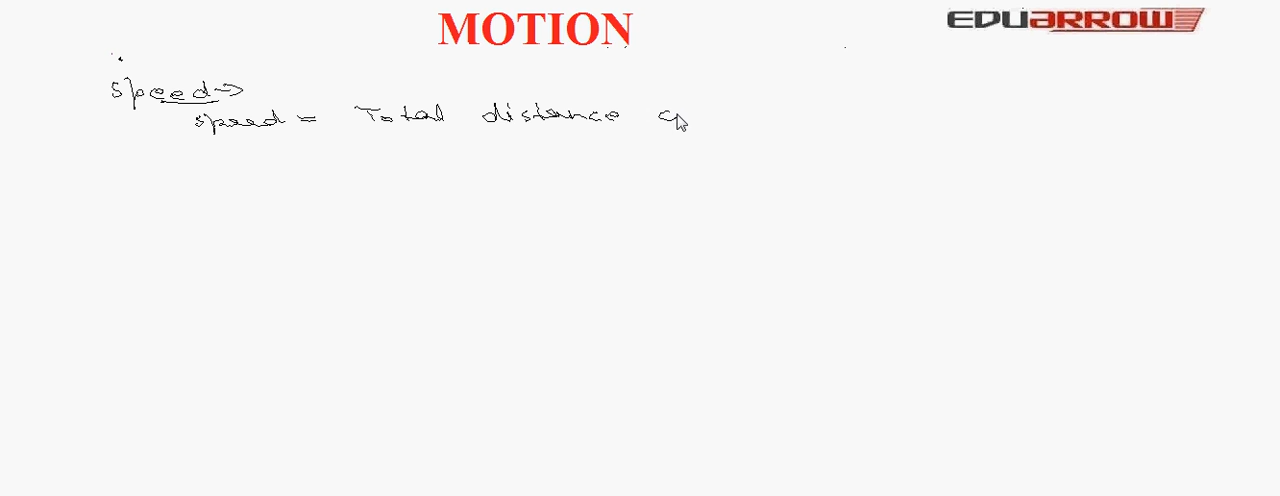 MOTION
EDUARROW
Speed⇒
speed = Total distance c